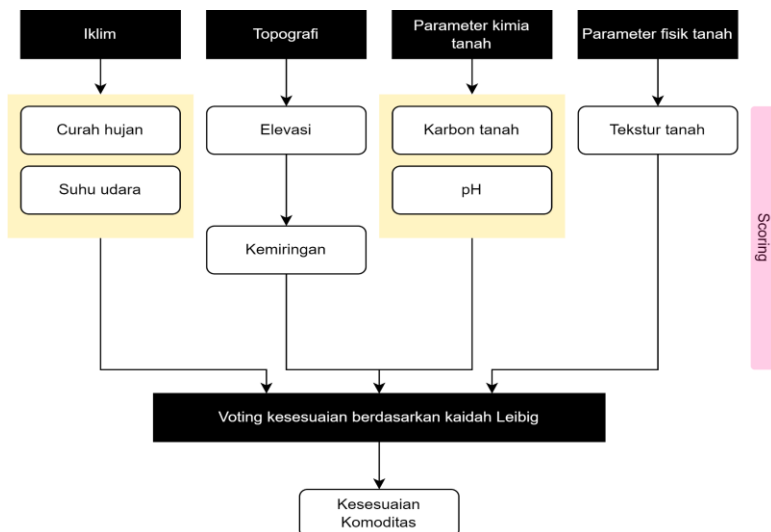 Iklim
Topografi
Parameter kimia
tanah
Parameter fisik tanah
Curah hujan
Elevasi
Karbon tanah
Tekstur tanah
Suhu udara
pH
Kemiringan
Scoring
Voting kesesuaian berdasarkan kaidah Leibig
Kesesuaian
Komoditas